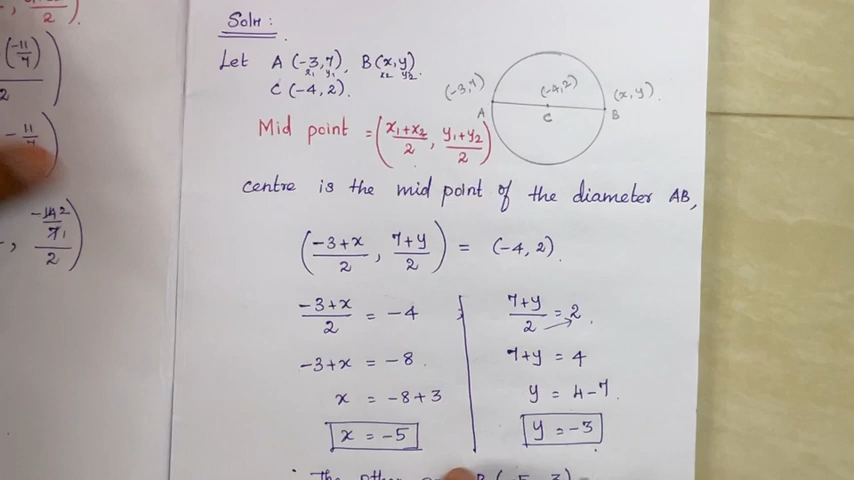 Soln :
Let A (-3,7), B(x,y)
x₁ y₁ x₂ y₂
C (-4,2).
(-3,7) (-4,2) (x,y).
A C B
Mid point = (x₁+x₂/2, y₁+y₂/2)
centre is the mid point of the diameter AB,
(-3+x/2, 7+y/2) = (-4,2).
-3+x/2 = -4
-3+x = -8.
x = -8+3
x = -5
7+y/2 = 2.
7+y = 4
y = 4-7.
y = -3
The other